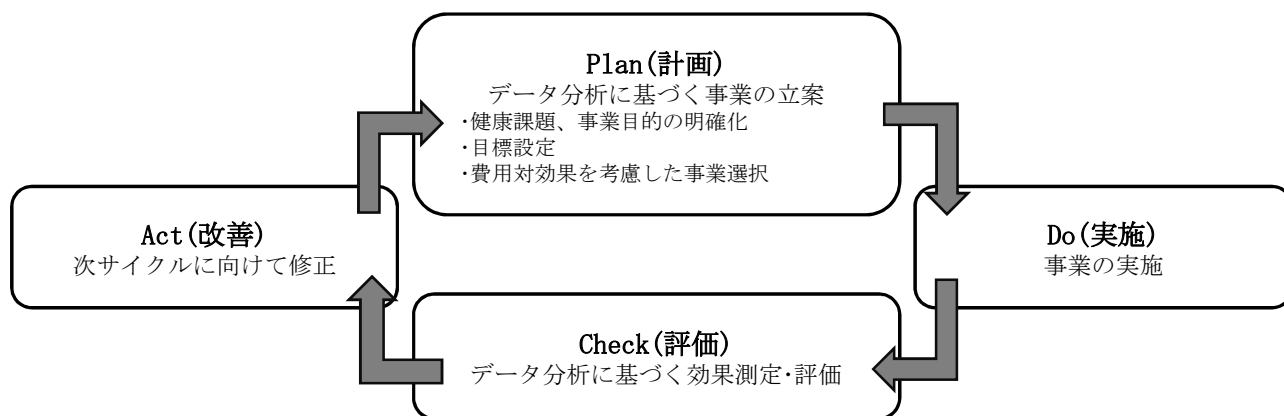 Plan(計画)
データ分析に基づく事業の立案
・健康課題、事業目的の明確化
・目標設定
・費用対効果を考慮した事業選択
Act(改善)
次サイクルに向けて修正
Do(実施)
事業の実施
Check(評価)
データ分析に基づく効果測定・評価